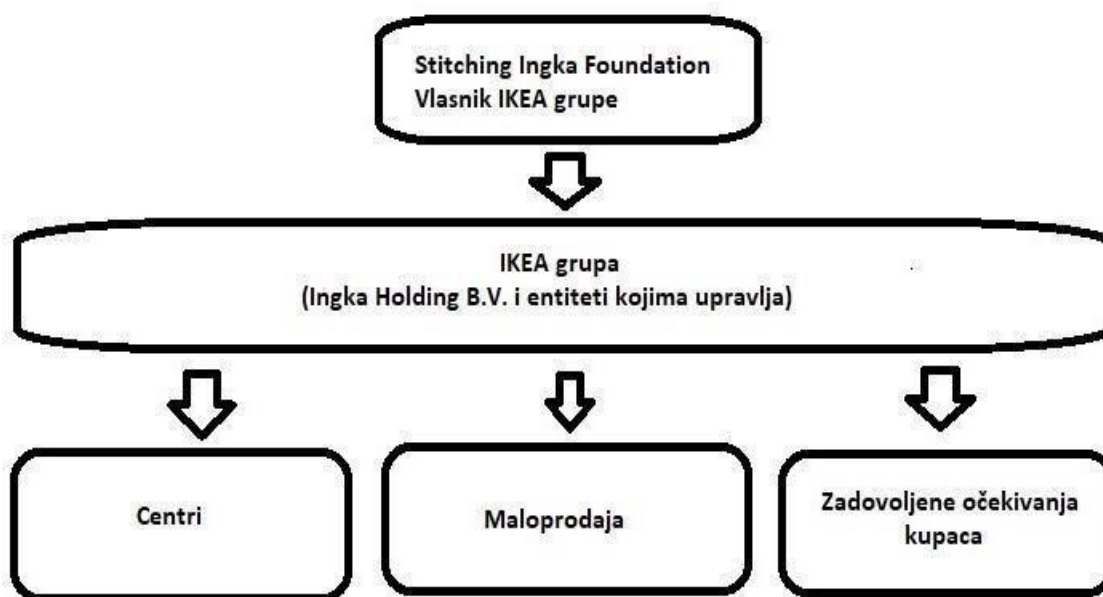 Stitching Ingka Foundation
Vlasnik IKEA grupe
IKEA grupa
(Ingka Holding B.V. i entiteti kojima upravlja)
Centri
Maloprodaja
Zadovoljene očekivanja
kupaca